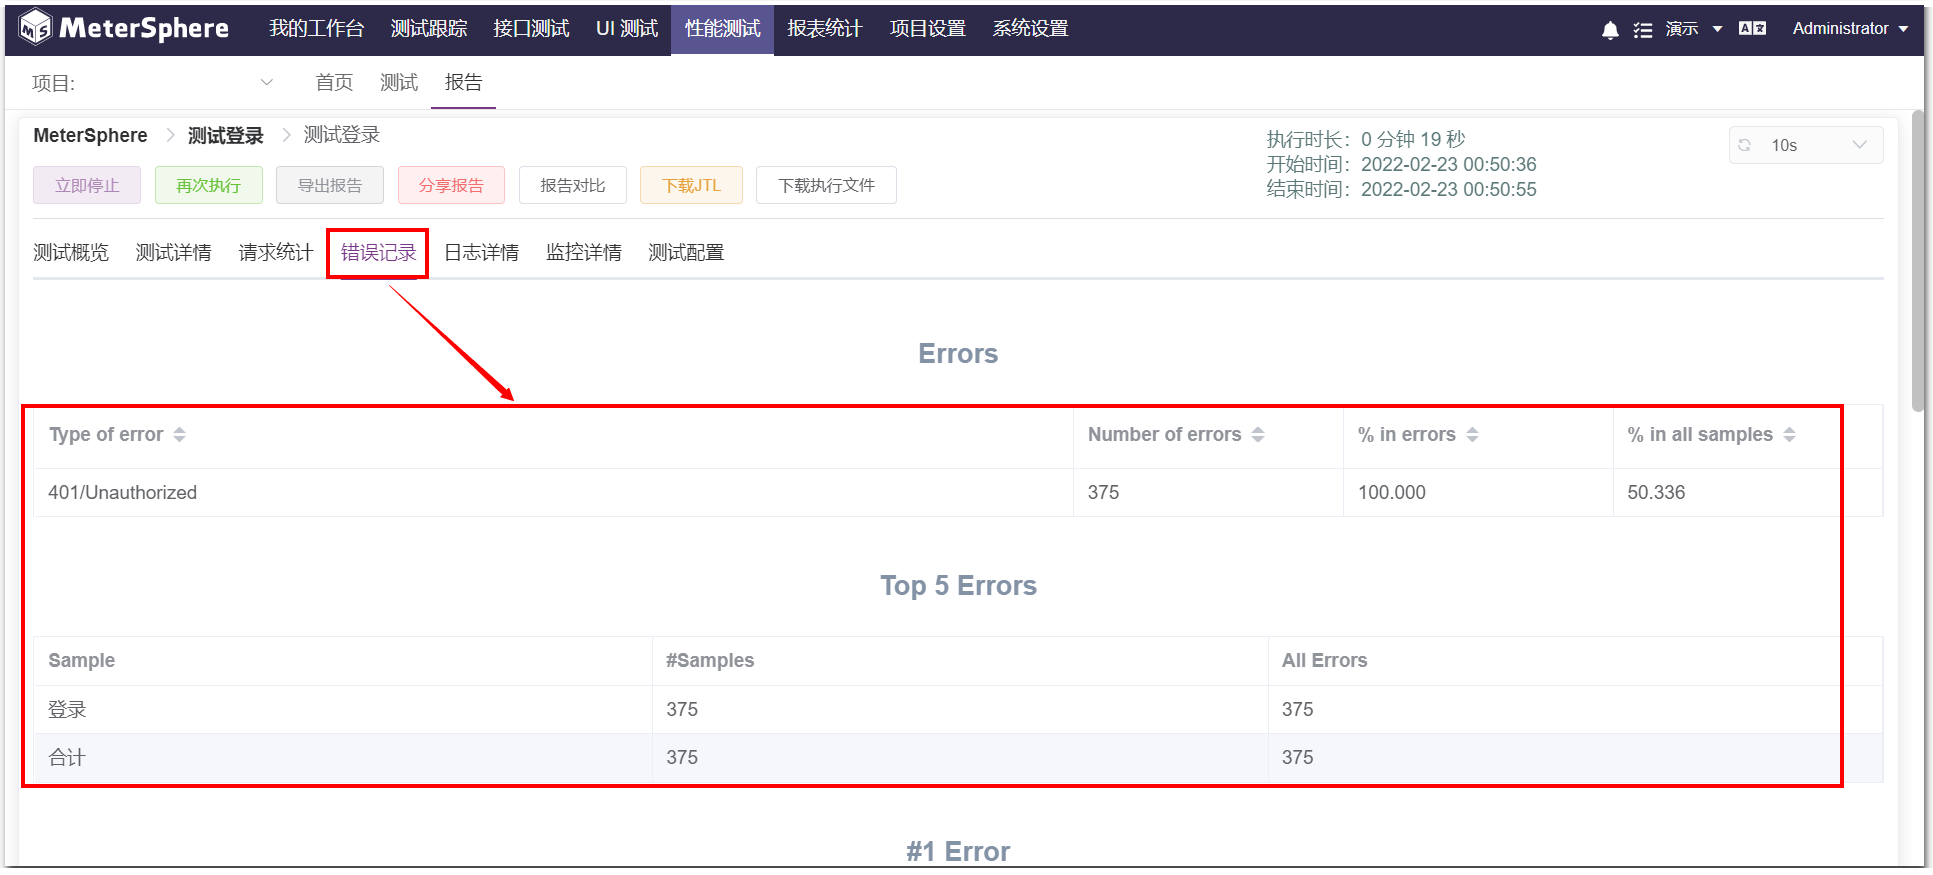 MeterSphere 我的工作台 测试跟踪 接口测试 UI 测试 性能测试 报表统计 项目设置 系统设置 演示 Administrator
项目: 首页 测试 报告
MeterSphere 测试登录 测试登录
执行时长: 0 分钟 19 秒
开始时间: 2022-02-23 00:50:36
结束时间: 2022-02-23 00:50:55
10s
立即停止 再次执行 导出报告 分享报告 报告对比 下载JTL 下载执行文件
测试概览 测试详情 请求统计 错误记录 日志详情 监控详情 测试配置
Errors
Type of error Number of errors % in errors % in all samples
401/Unauthorized 375 100.000 50.336
Top 5 Errors
Sample #Samples All Errors
登录 375 375
合计 375 375
#1 Error